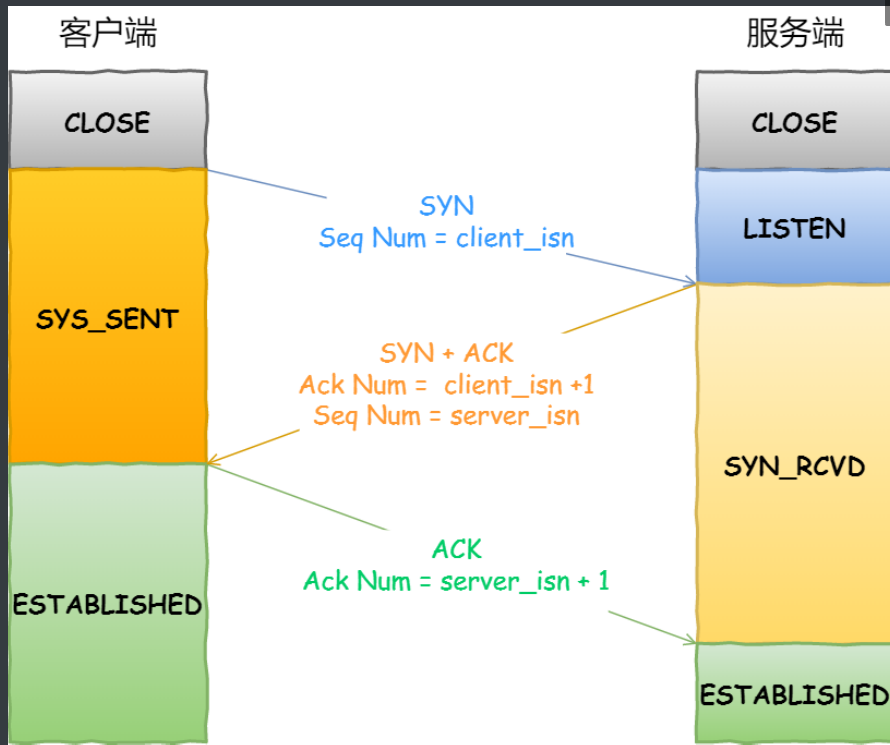 客户端
服务端
CLOSE
CLOSE
SYN
Seq Num = client_isn
LISTEN
SYS_SENT
SYN + ACK
Ack Num =  client_isn +1
Seq Num = server_isn
SYN_RCVD
ACK
Ack Num = server_isn + 1
ESTABLISHED
ESTABLISHED